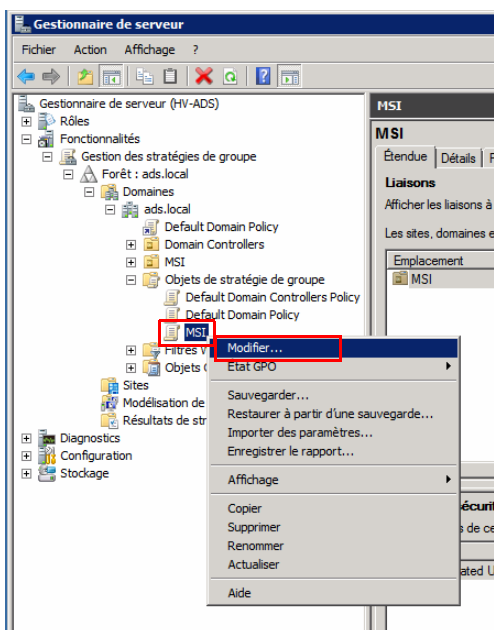 Gestionnaire de serveur
Fichier Action Affichage ?
Gestionnaire de serveur (HV-ADS)
Rôles
Fonctionnalités
Gestion des stratégies de groupe
Forêt : ads.local
Domaines
ads.local
Default Domain Policy
Domain Controllers
MSI
Objets de stratégie de groupe
Default Domain Controllers Policy
Default Domain Policy
MSI
Filtres
Objets
Sites
Modélisation de
Résultats de
Diagnostics
Configuration
Stockage
Modifier...
État GPO
Sauvegarder...
Restaurer à partir d'une sauvegarde...
Importer des paramètres...
Enregistrer le rapport...
Affichage
Copier
Supprimer
Renommer
Actualiser
Aide
MSI
MSI
Étendue Détails
Liaisons
Afficher les liaisons à
Les sites, domaines e
Emplacement
MSI
écurit
s de ce
ated U